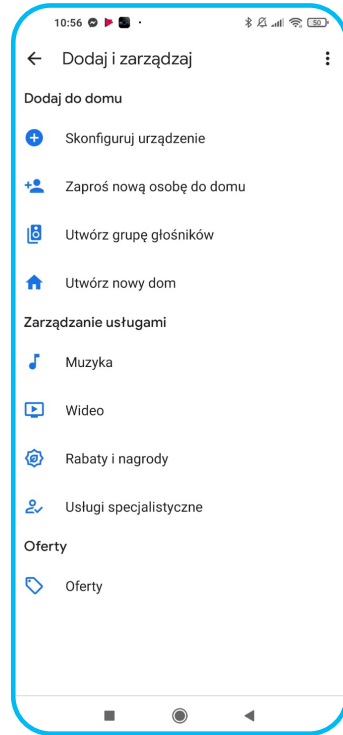 10:56 50
Dodaj i zarządzaj
Dodaj do domu
Skonfiguruj urządzenie
Zaproś nową osobę do domu
Utwórz grupę głośników
Utwórz nowy dom
Zarządzanie usługami
Muzyka
Wideo
Rabaty i nagrody
Usługi specjalistyczne
Oferty
Oferty